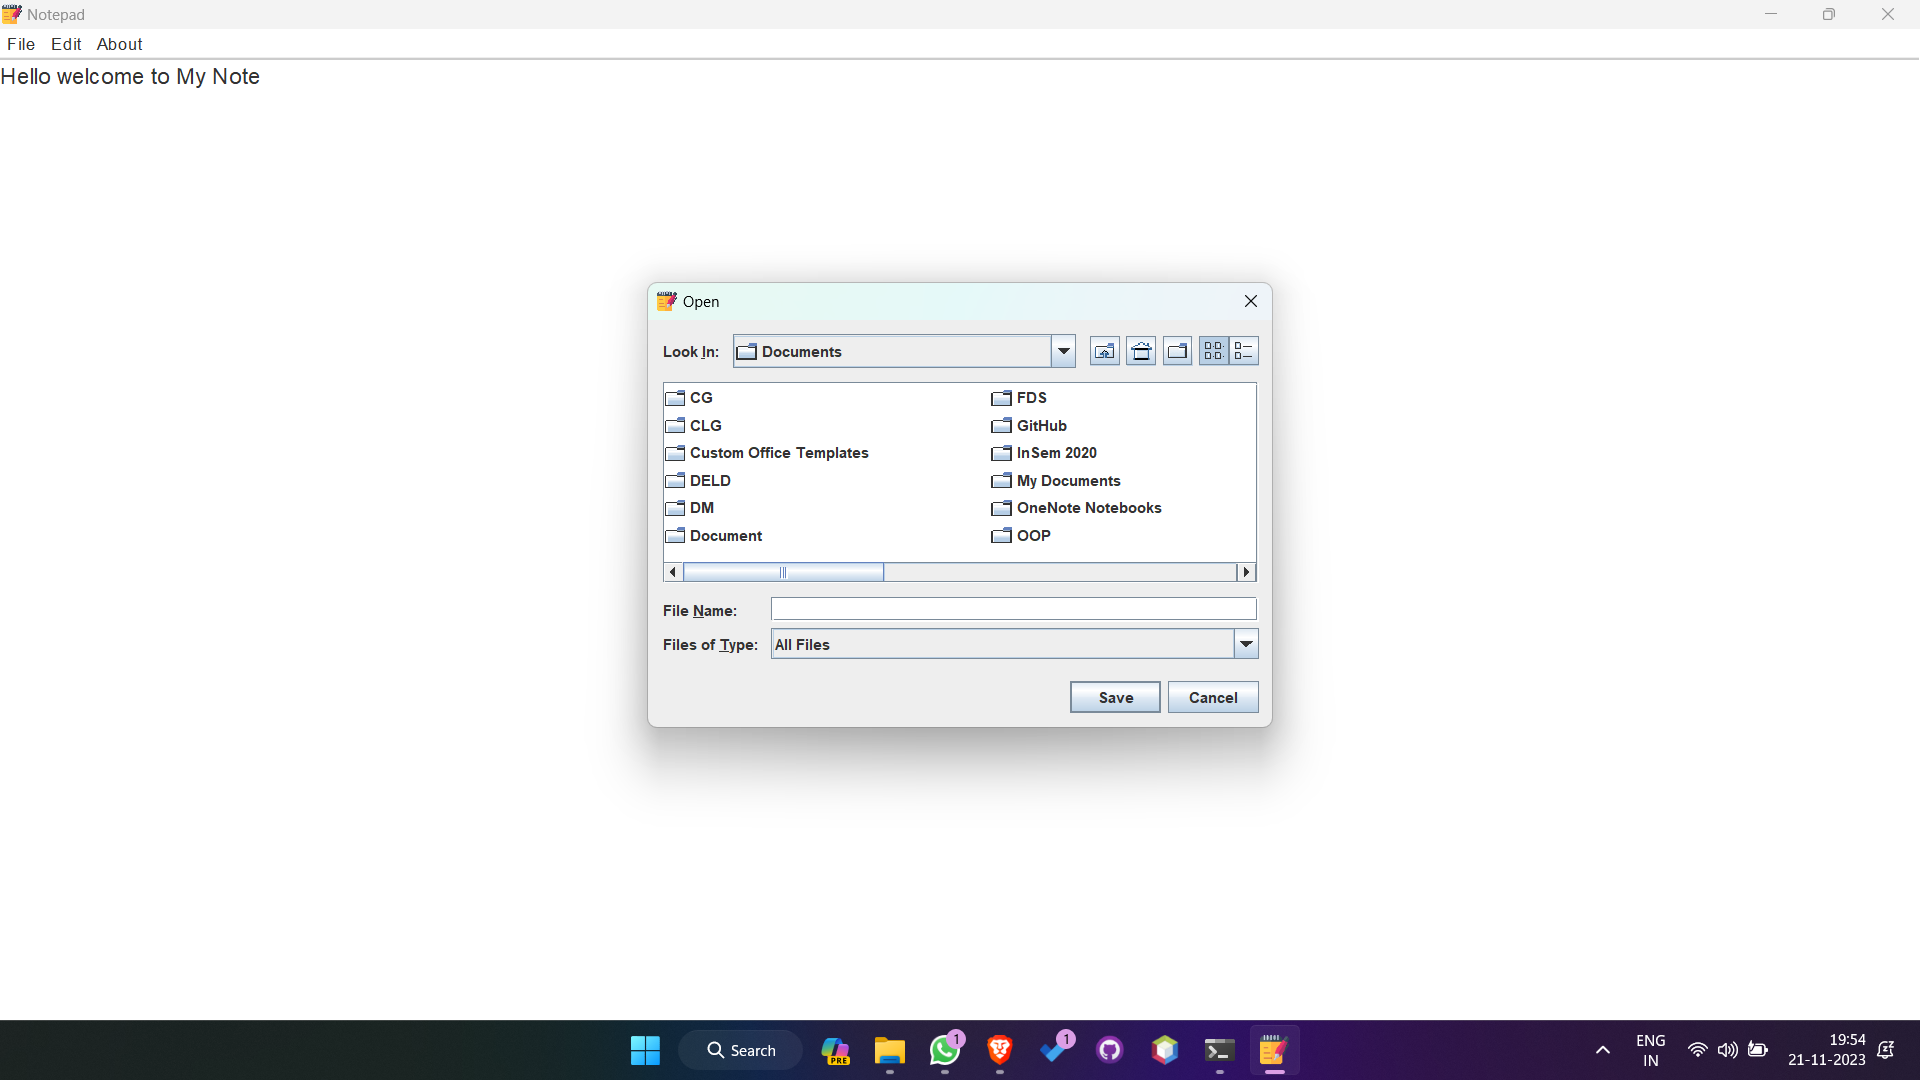 Notepad
File Edit About
Hello welcome to My Note
Open
Look In: Documents
CG
CLG
Custom Office Templates
DELD
DM
Document
FDS
GitHub
InSem 2020
My Documents
OneNote Notebooks
OOP
File Name:
Files of Type: All Files
Save Cancel
Search
PRE
1
1
ENG
IN
19:54
21-11-2023